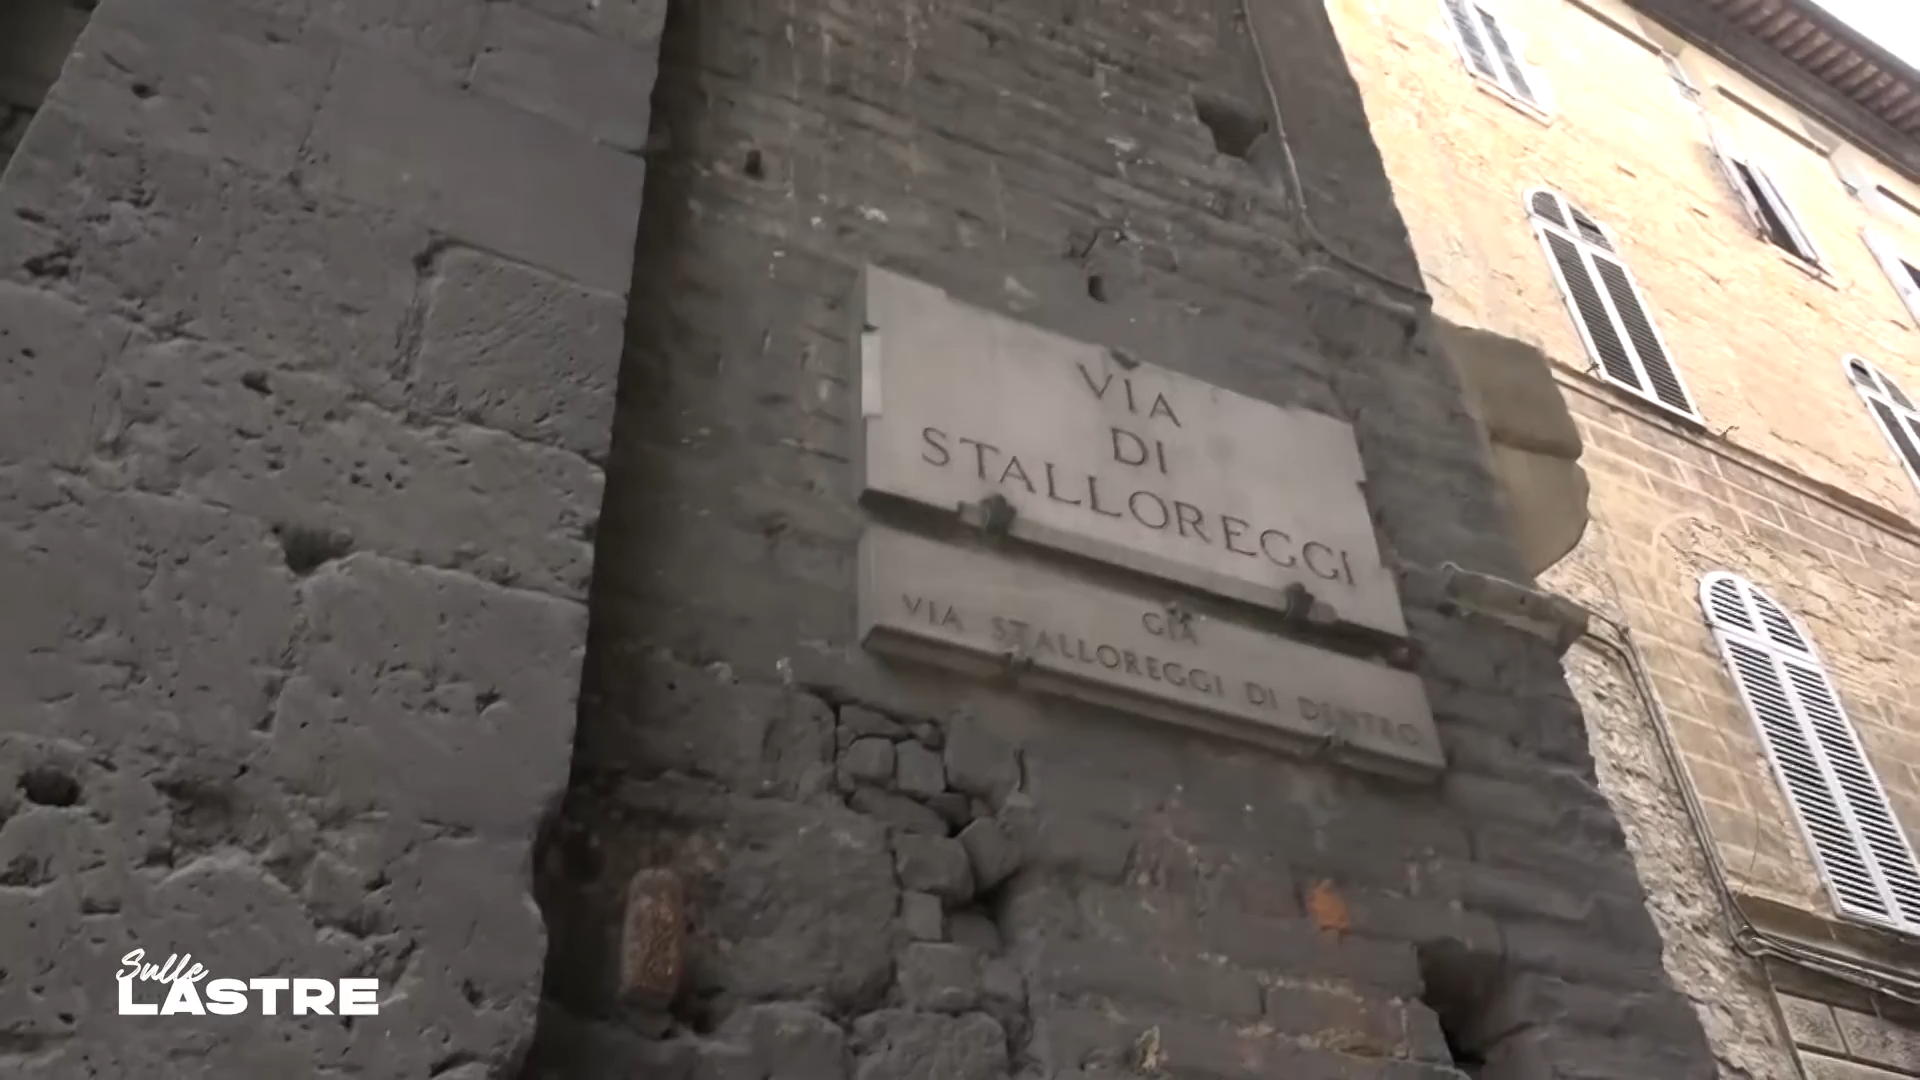 VIA
DI
STALLOREGGI
GIÀ
VIA STALLOREGGI DI DENTRO
Sulle
LASTRE